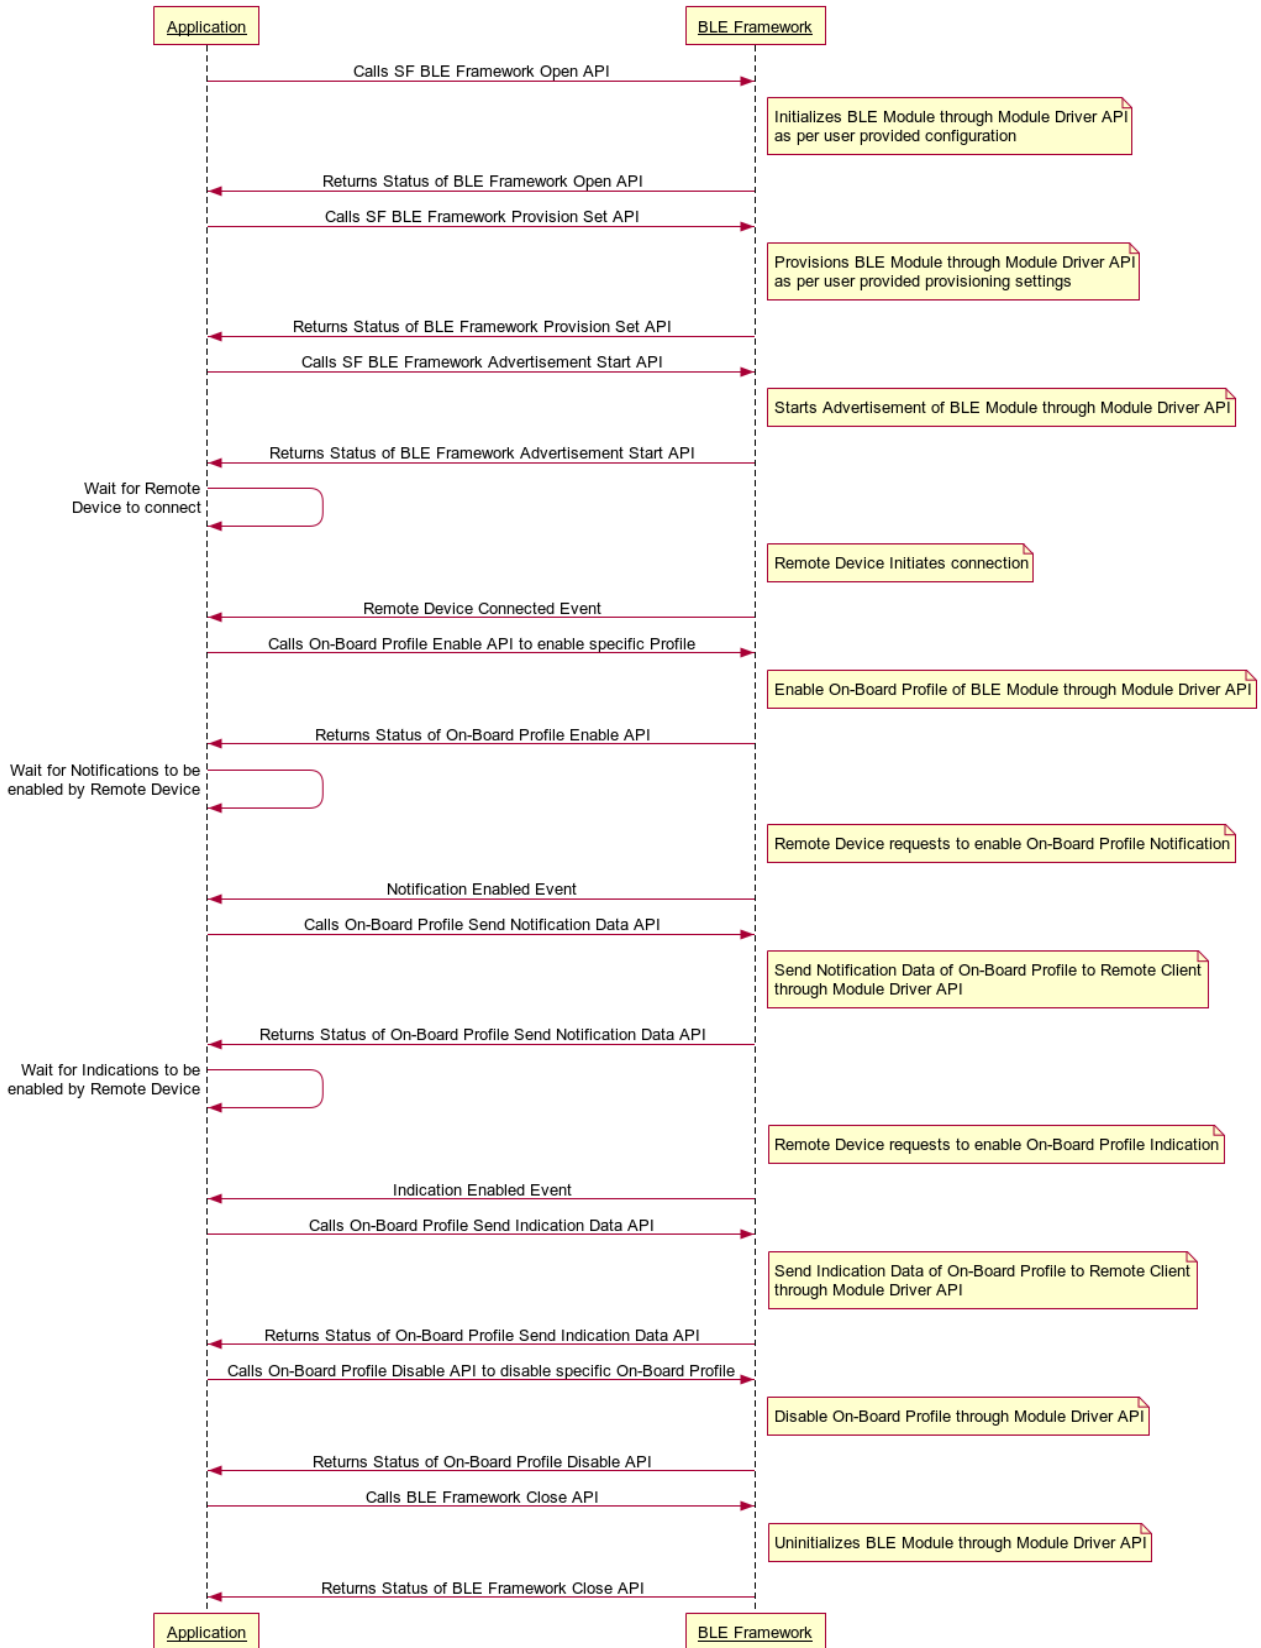 Application
BLE Framework
Calls SF BLE Framework Open API
Initializes BLE Module through Module Driver API
as per user provided configuration
Returns Status of BLE Framework Open API
Calls SF BLE Framework Provision Set API
Provisions BLE Module through Module Driver API
as per user provided provisioning settings
Returns Status of BLE Framework Provision Set API
Calls SF BLE Framework Advertisement Start API
Starts Advertisement of BLE Module through Module Driver API
Returns Status of BLE Framework Advertisement Start API
Wait for Remote
Device to connect
Remote Device Initiates connection
Remote Device Connected Event
Calls On-Board Profile Enable API to enable specific Profile
Enable On-Board Profile of BLE Module through Module Driver API
Returns Status of On-Board Profile Enable API
Wait for Notifications to be
enabled by Remote Device
Remote Device requests to enable On-Board Profile Notification
Notification Enabled Event
Calls On-Board Profile Send Notification Data API
Send Notification Data of On-Board Profile to Remote Client
through Module Driver API
Returns Status of On-Board Profile Send Notification Data API
Wait for Indications to be
enabled by Remote Device
Remote Device requests to enable On-Board Profile Indication
Indication Enabled Event
Calls On-Board Profile Send Indication Data API
Send Indication Data of On-Board Profile to Remote Client
through Module Driver API
Returns Status of On-Board Profile Send Indication Data API
Calls On-Board Profile Disable API to disable specific On-Board Profile
Disable On-Board Profile through Module Driver API
Returns Status of On-Board Profile Disable API
Calls BLE Framework Close API
Uninitializes BLE Module through Module Driver API
Returns Status of BLE Framework Close API
Application
BLE Framework